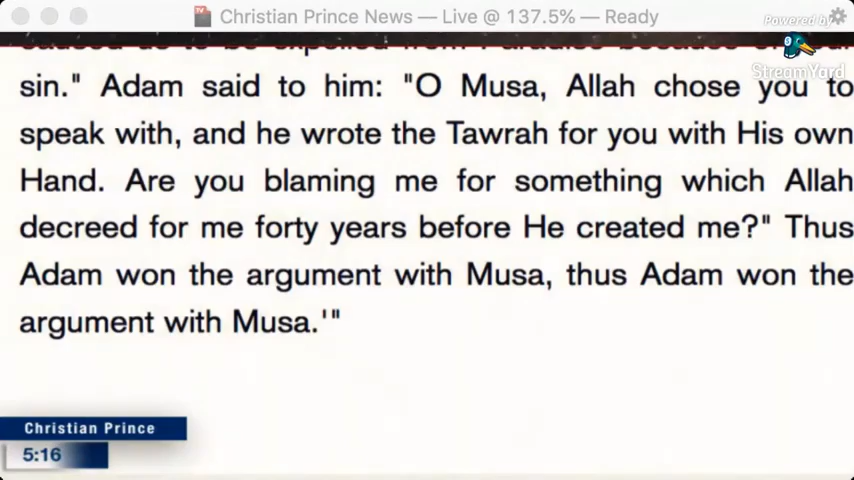 Christian Prince News — Live @ 137.5% — Ready
Powered by
StreamYard
sin." Adam said to him: "O Musa, Allah chose you to
speak with, and he wrote the Tawrah for you with His own
Hand. Are you blaming me for something which Allah
decreed for me forty years before He created me?" Thus
Adam won the argument with Musa, thus Adam won the
argument with Musa.'"
Christian Prince
5:16